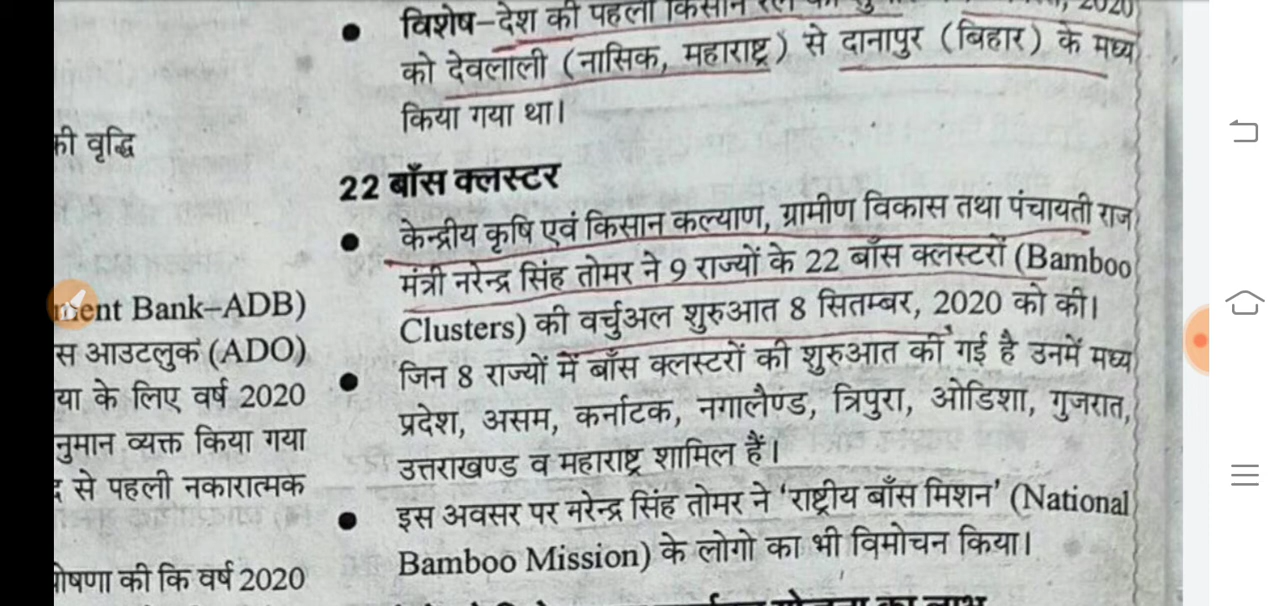 की वृद्धि
Bank–ADB)
आउटलुक (ADO)
के लिए वर्ष 2020
व्यक्त किया गया
से पहली नकारात्मक
की कि वर्ष 2020
• विशेष–देश की पहली किसान
2020
को देवलाली (नासिक, महाराष्ट्र) से दानापुर (बिहार) के मध्य
किया गया था।
22 बाँस क्लस्टर
• केन्द्रीय कृषि एवं किसान कल्याण, ग्रामीण विकास तथा पंचायती राज
मंत्री नरेन्द्र सिंह तोमर ने 9 राज्यों के 22 बाँस क्लस्टरों (Bamboo
Clusters) की वर्चुअल शुरुआत 8 सितम्बर, 2020 को की।
• जिन 8 राज्यों में बाँस क्लस्टरों की शुरुआत की गई है उनमें मध्य
प्रदेश, असम, कर्नाटक, नगालैण्ड, त्रिपुरा, ओडिशा, गुजरात,
उत्तराखण्ड व महाराष्ट्र शामिल हैं।
• इस अवसर पर नरेन्द्र सिंह तोमर ने ‘राष्ट्रीय बाँस मिशन’ (National
Bamboo Mission) के लोगो का भी विमोचन किया।